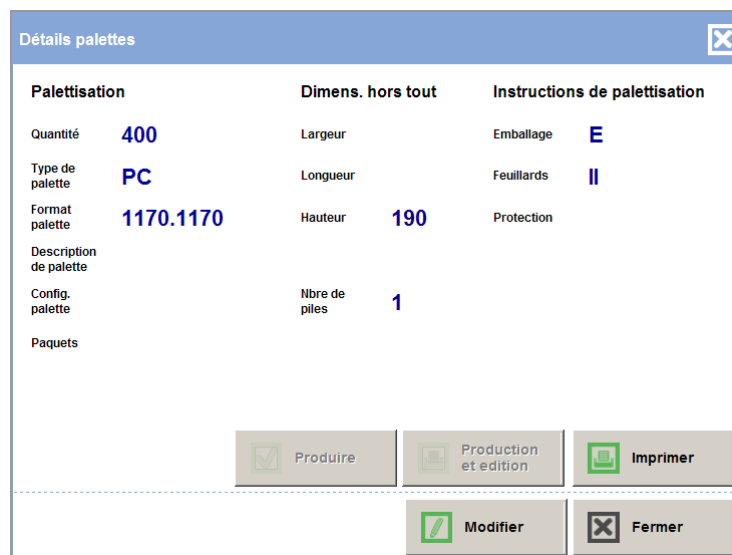 Détails palettes
Palettisation
Dimens. hors tout
Instructions de palettisation
Quantité 400
Largeur
Emballage E
Type de
palette PC
Longueur
Feuillards II
Format
palette 1170.1170
Hauteur 190
Protection
Description
de palette
Config.
palette
Nbre de
piles 1
Paquets
Produire
Production
et edition
Imprimer
Modifier
Fermer